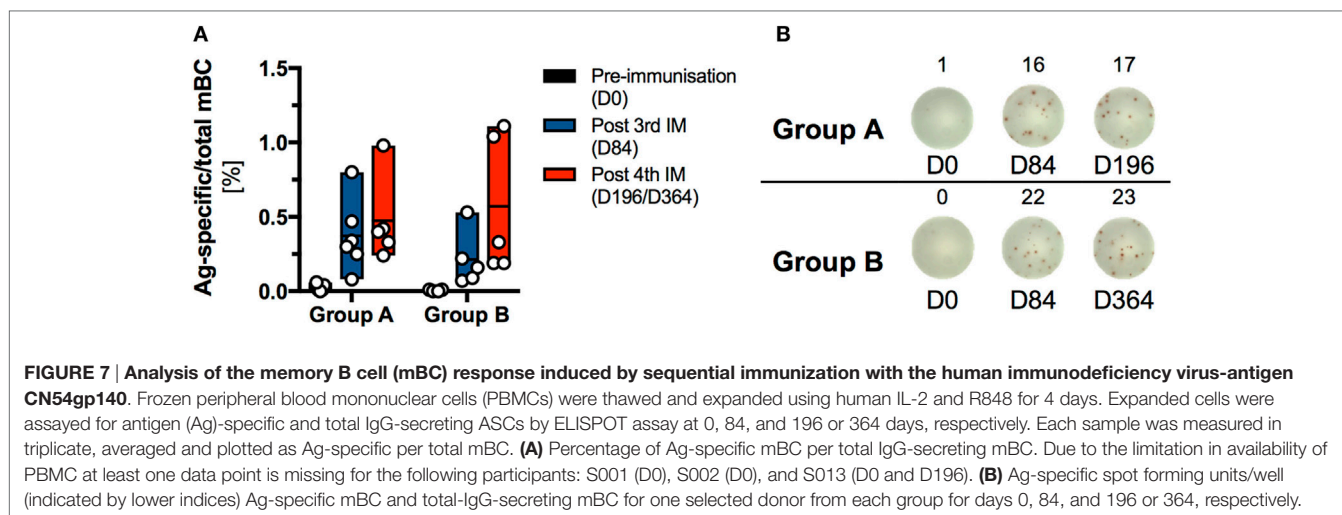 A
Ag-specific/total mBC
[%]
1.5
1.0
0.5
0.0
Group A
Group B
Pre-immunisation
(D0)
Post 3rd IM
(D84)
Post 4th IM
(D196/D364)
B
1 16 17
Group A
D0 D84 D196
0 22 23
Group B
D0 D84 D364
FIGURE 7 | Analysis of the memory B cell (mBC) response induced by sequential immunization with the human immunodeficiency virus-antigen
CN54gp140. Frozen peripheral blood mononuclear cells (PBMCs) were thawed and expanded using human IL-2 and R848 for 4 days. Expanded cells were
assayed for antigen (Ag)-specific and total IgG-secreting ASCs by ELISPOT assay at 0, 84, and 196 or 364 days, respectively. Each sample was measured in
triplicate, averaged and plotted as Ag-specific per total mBC. (A) Percentage of Ag-specific mBC per total IgG-secreting mBC. Due to the limitation in availability of
PBMC at least one data point is missing for the following participants: S001 (D0), S002 (D0), and S013 (D0 and D196). (B) Ag-specific spot forming units/well
(indicated by lower indices) Ag-specific mBC and total-IgG-secreting mBC for one selected donor from each group for days 0, 84, and 196 or 364, respectively.